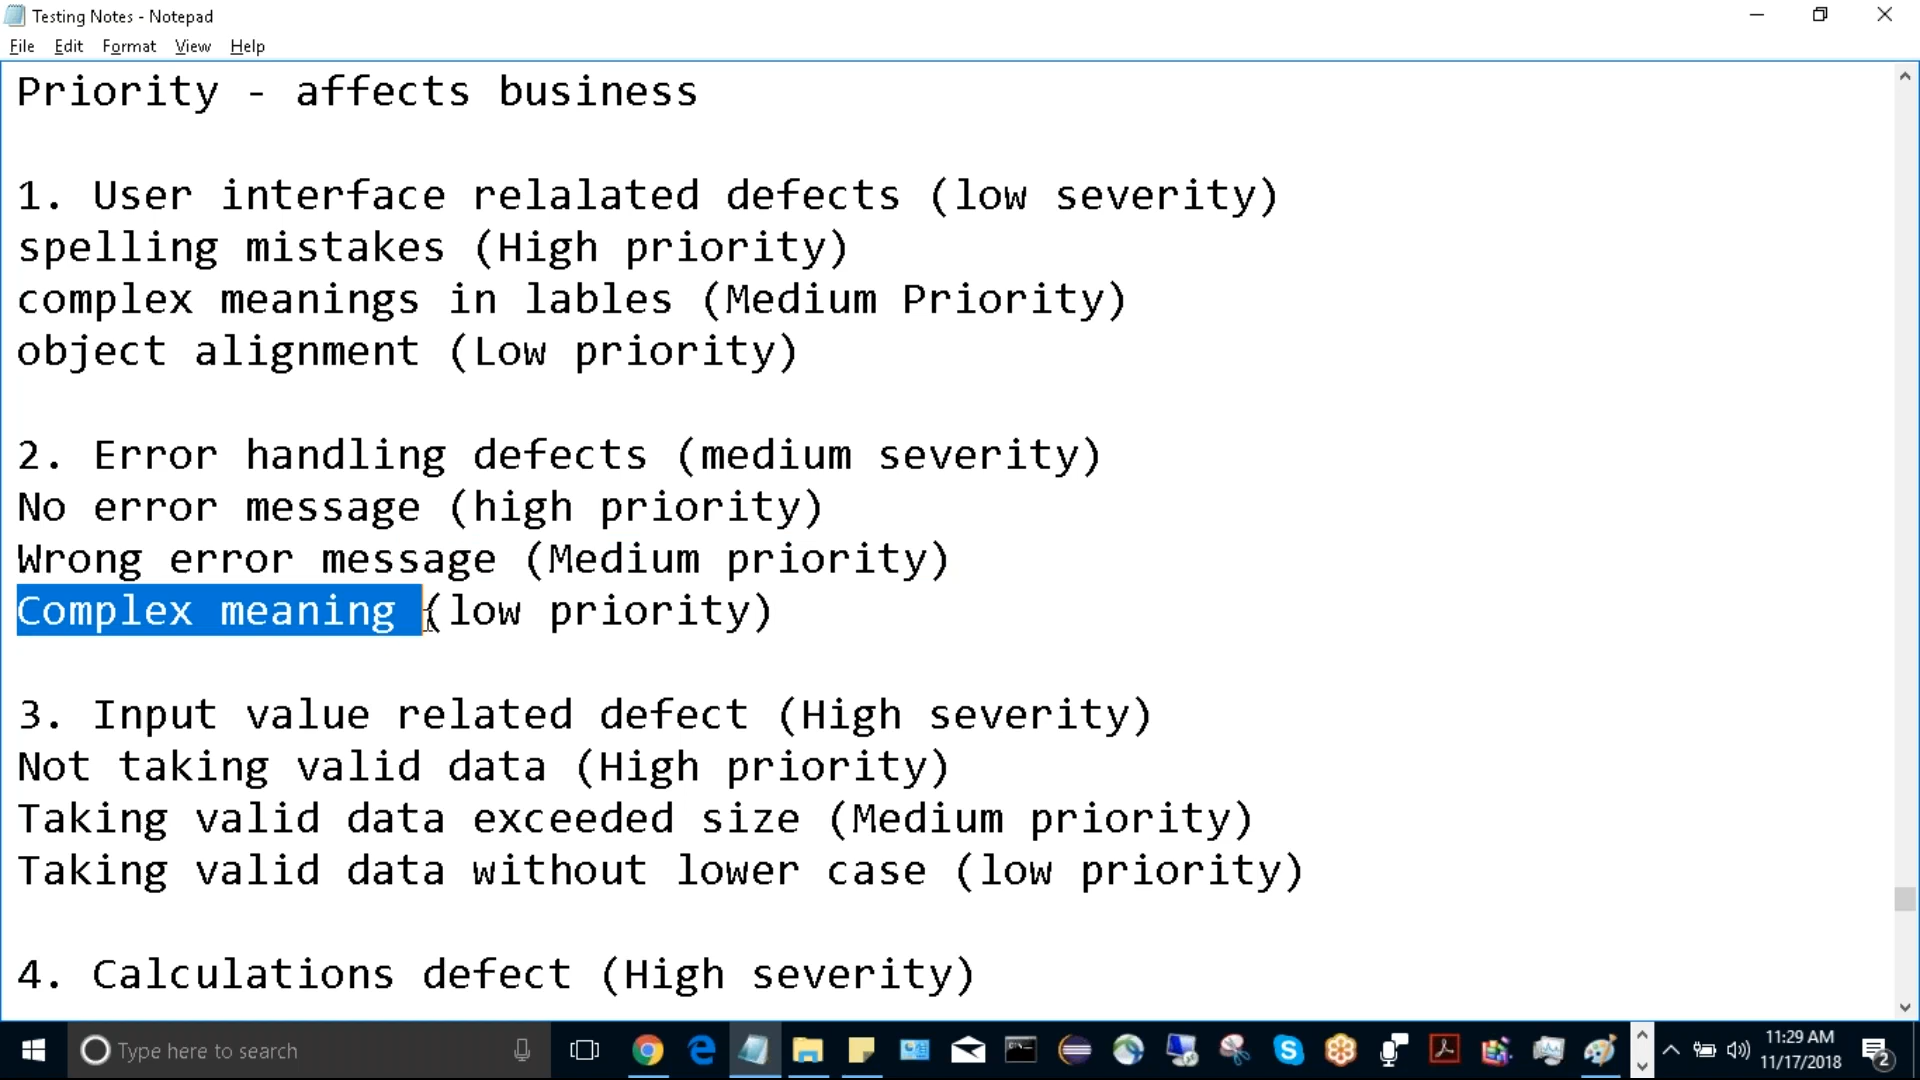 Testing Notes - Notepad
File Edit Format View Help
Priority - affects business
1. User interface relalated defects (low severity)
spelling mistakes (High priority)
complex meanings in lables (Medium Priority)
object alignment (Low priority)
2. Error handling defects (medium severity)
No error message (high priority)
Wrong error message (Medium priority)
Complex meaning (low priority)
3. Input value related defect (High severity)
Not taking valid data (High priority)
Taking valid data exceeded size (Medium priority)
Taking valid data without lower case (low priority)
4. Calculations defect (High severity)
Type here to search
11:29 AM
11/17/2018
2